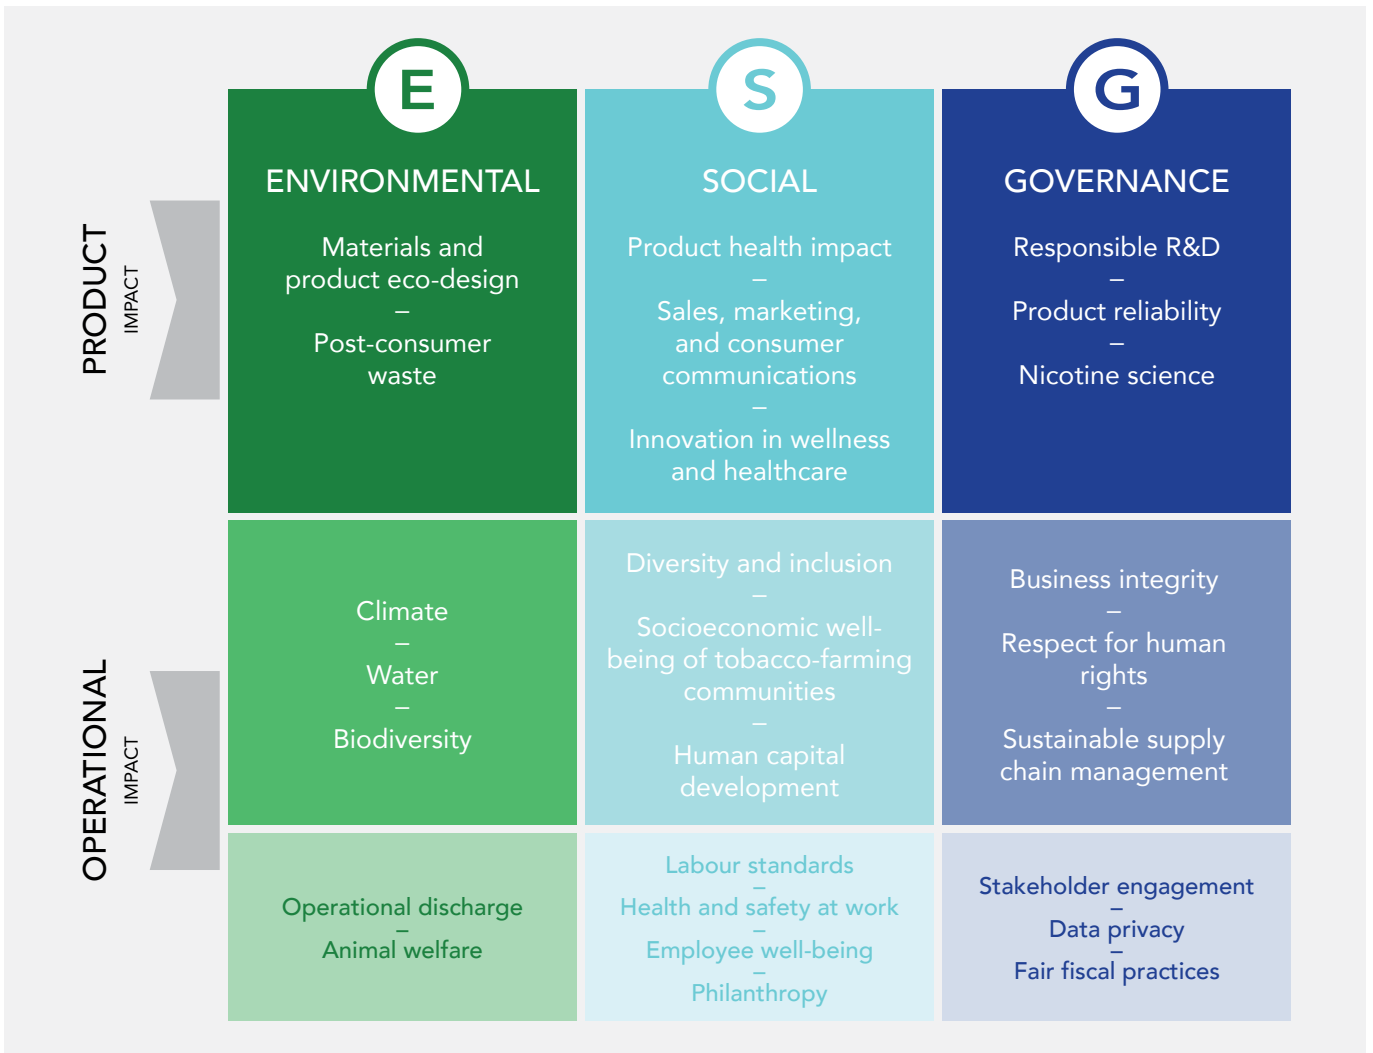 E
ENVIRONMENTAL
Materials and
product eco-design
–
Post-consumer
waste
S
SOCIAL
Product health impact
–
Sales, marketing,
and consumer
communications
–
Innovation in wellness
and healthcare
G
GOVERNANCE
Responsible R&D
–
Product reliability
–
Nicotine science
PRODUCT
IMPACT
Climate
–
Water
–
Biodiversity
Diversity and inclusion
–
Socioeconomic well-
being of tobacco-farming
communities
–
Human capital
development
Business integrity
–
Respect for human
rights
–
Sustainable supply
chain management
OPERATIONAL
IMPACT
Operational discharge
–
Animal welfare
Labour standards
–
Health and safety at work
–
Employee well-being
–
Philanthropy
Stakeholder engagement
–
Data privacy
–
Fair fiscal practices